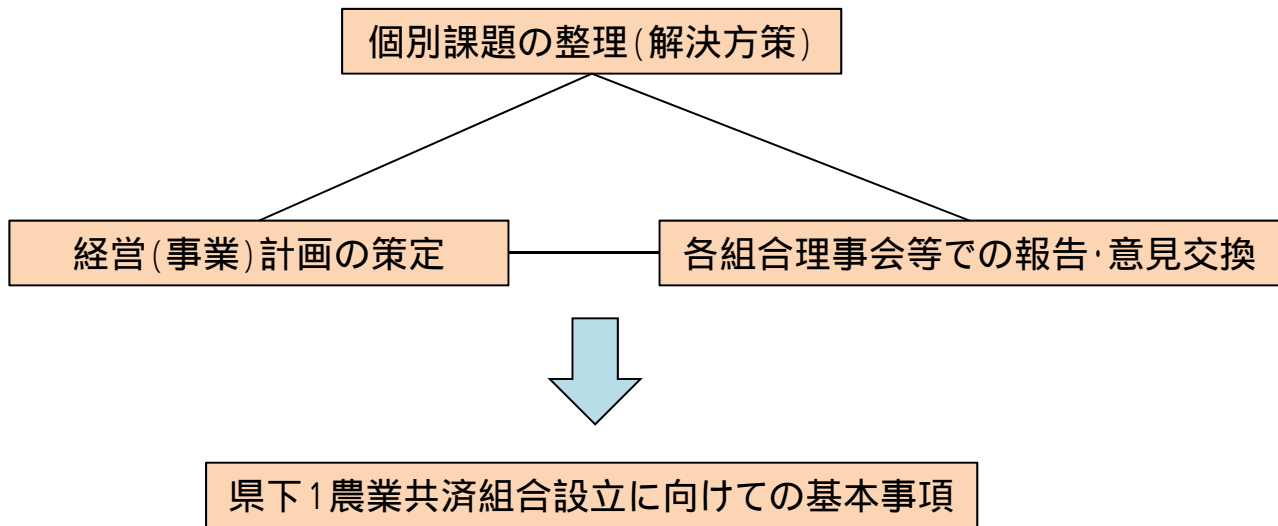 個別課題の整理(解決方策)
経営(事業)計画の策定
各組合理事会等での報告・意見交換
県下1農業共済組合設立に向けての基本事項